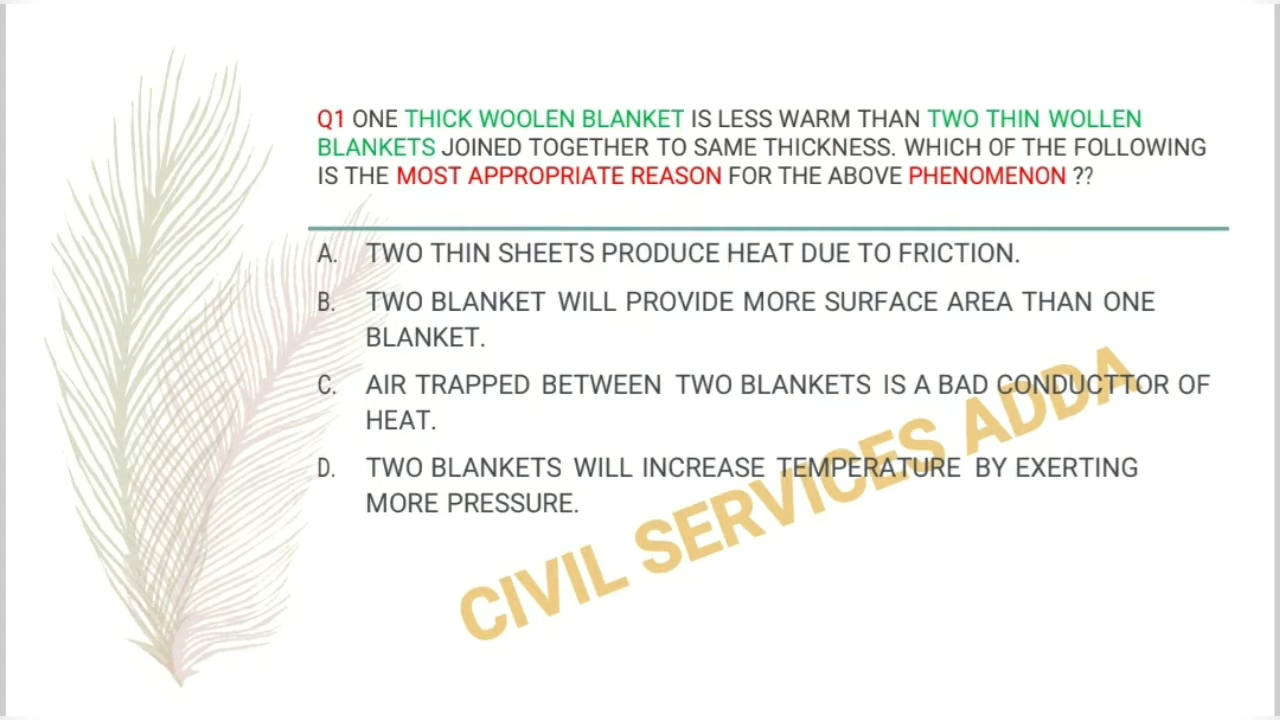 Q1 ONE THICK WOOLEN BLANKET IS LESS WARM THAN TWO THIN WOLLEN
BLANKETS JOINED TOGETHER TO SAME THICKNESS. WHICH OF THE FOLLOWING
IS THE MOST APPROPRIATE REASON FOR THE ABOVE PHENOMENON ??
A. TWO THIN SHEETS PRODUCE HEAT DUE TO FRICTION.
B. TWO BLANKET WILL PROVIDE MORE SURFACE AREA THAN ONE
BLANKET.
C. AIR TRAPPED BETWEEN TWO BLANKETS IS A BAD CONDUCTTOR OF
HEAT.
D. TWO BLANKETS WILL INCREASE TEMPERATURE BY EXERTING
MORE PRESSURE.
CIVIL SERVICES ADDA